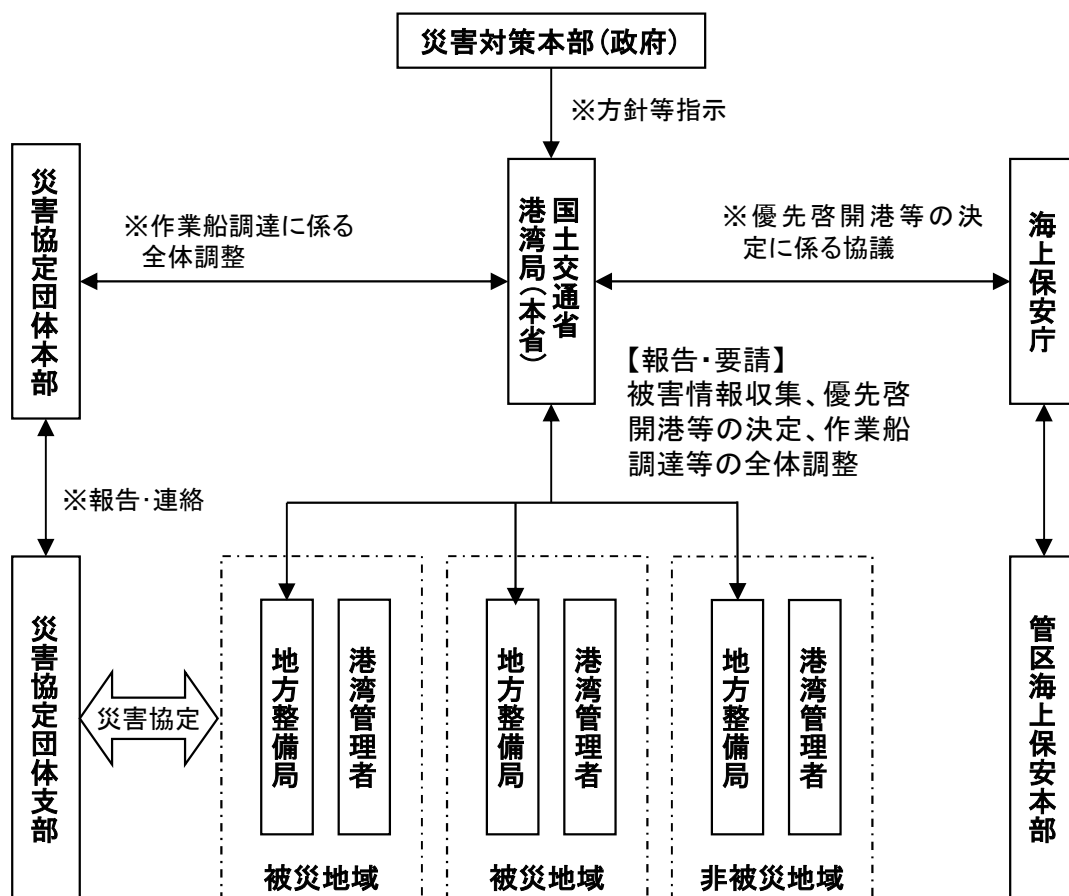 災害対策本部(政府)
※方針等指示
災害協定団体本部
※作業船調達に係る
全体調整
国土交通省
港湾局(本省)
※優先啓開港等の決
定に係る協議
海上保安庁
【報告・要請】
被害情報収集、優先啓
開港等の決定、作業船
調達等の全体調整
※報告・連絡
災害協定団体支部
災害協定
地方整備局
港湾管理者
被災地域
地方整備局
港湾管理者
被災地域
地方整備局
港湾管理者
非被災地域
管区海上保安本部